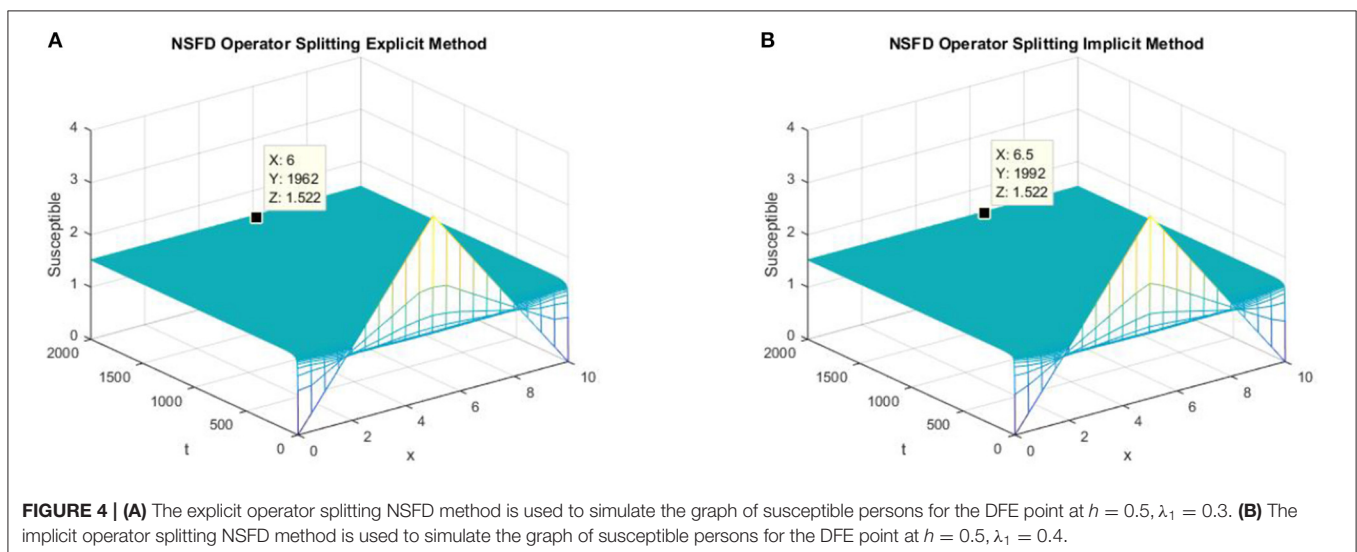 A
NSFD Operator Splitting Explicit Method
4
3
2
1
0
Susceptible
X: 6
Y: 1962
Z: 1.522
2000
1500
1000
500
0
t
0
2
4
6
8
10
x
B
NSFD Operator Splitting Implicit Method
4
3
2
1
0
Susceptible
X: 6.5
Y: 1992
Z: 1.522
2000
1500
1000
500
0
t
0
2
4
6
8
10
x
FIGURE 4 | (A) The explicit operator splitting NSFD method is used to simulate the graph of susceptible persons for the DFE point at h = 0.5, λ₁ = 0.3. (B) The
implicit operator splitting NSFD method is used to simulate the graph of susceptible persons for the DFE point at h = 0.5, λ₁ = 0.4.